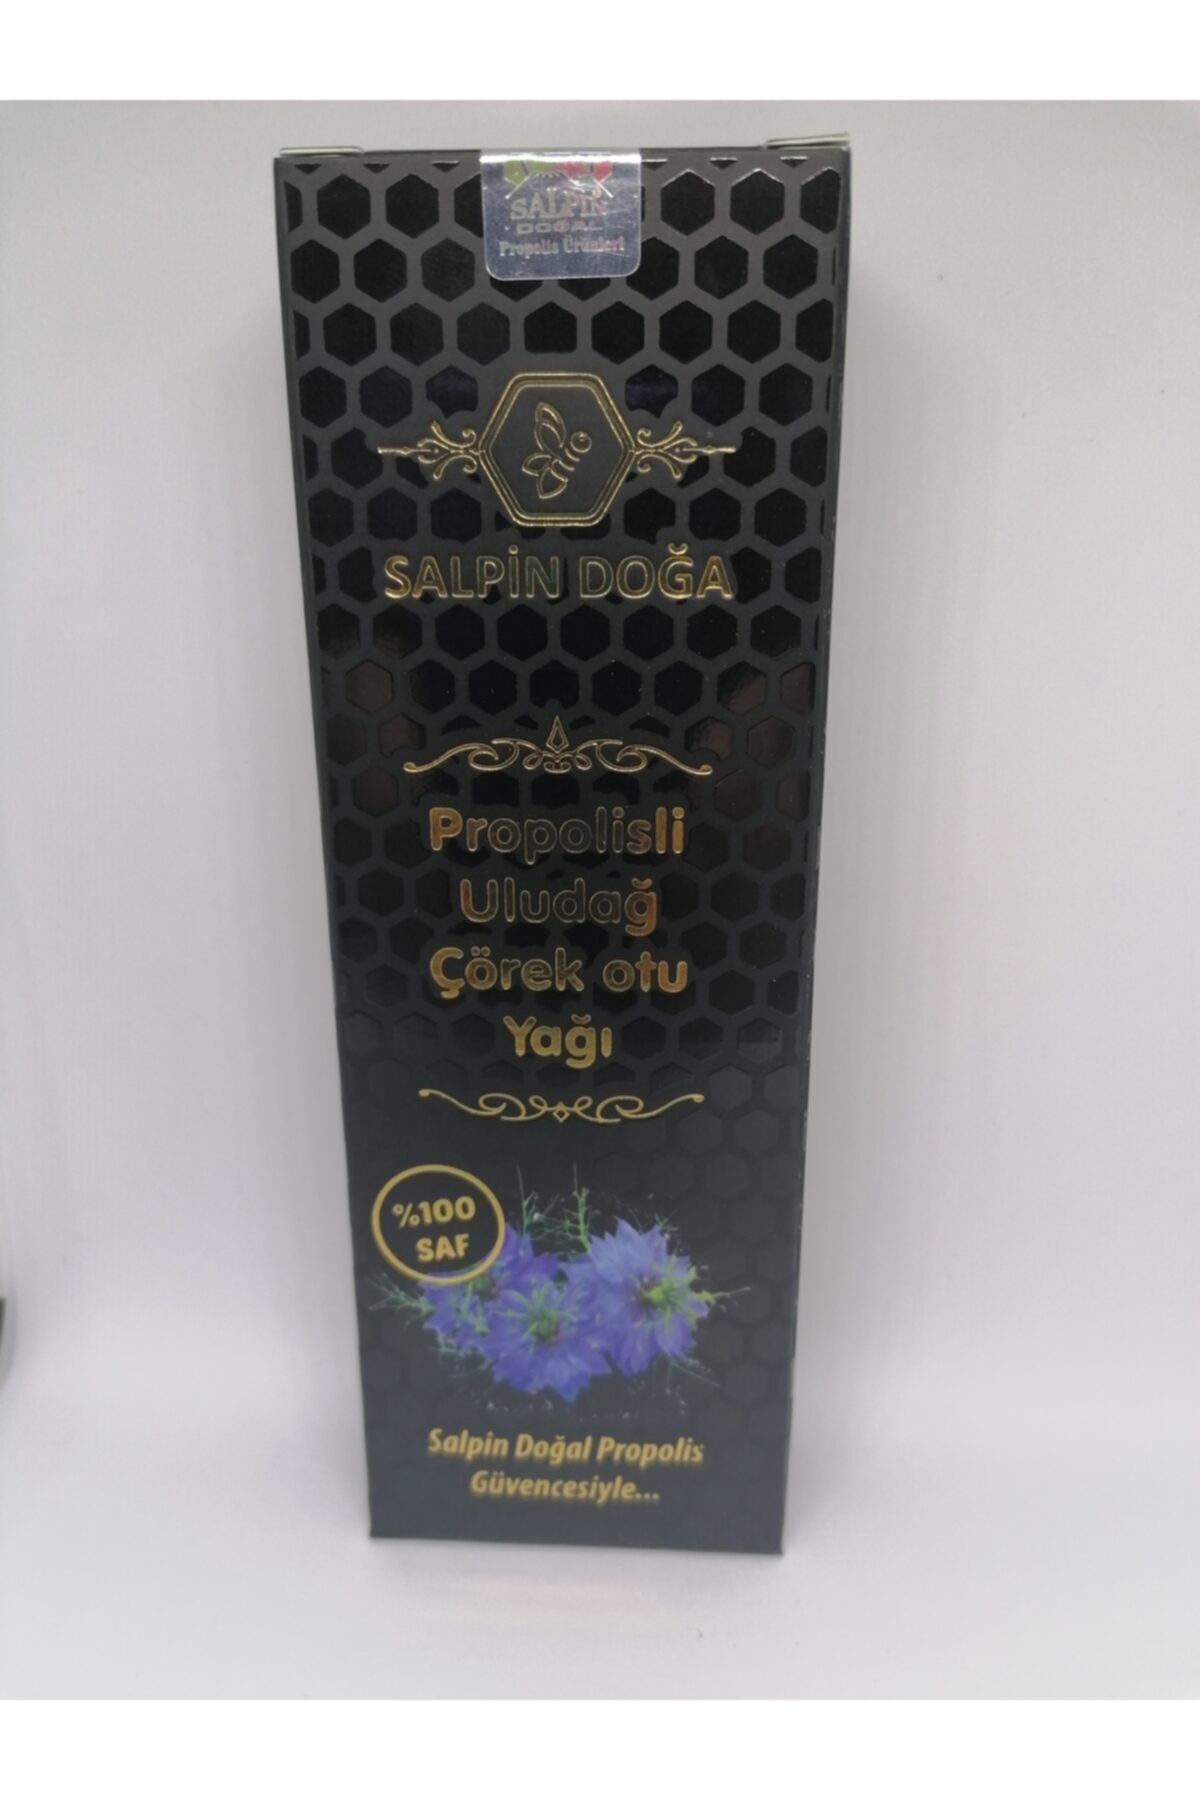 SALPİN
DOĞAL
Propolis Ürünleri
SALPİN DOĞA
Propolisli
Uludağ
Çörek otu
Yağı
%100
SAF
Salpin Doğal Propolis
Güvencesiyle...